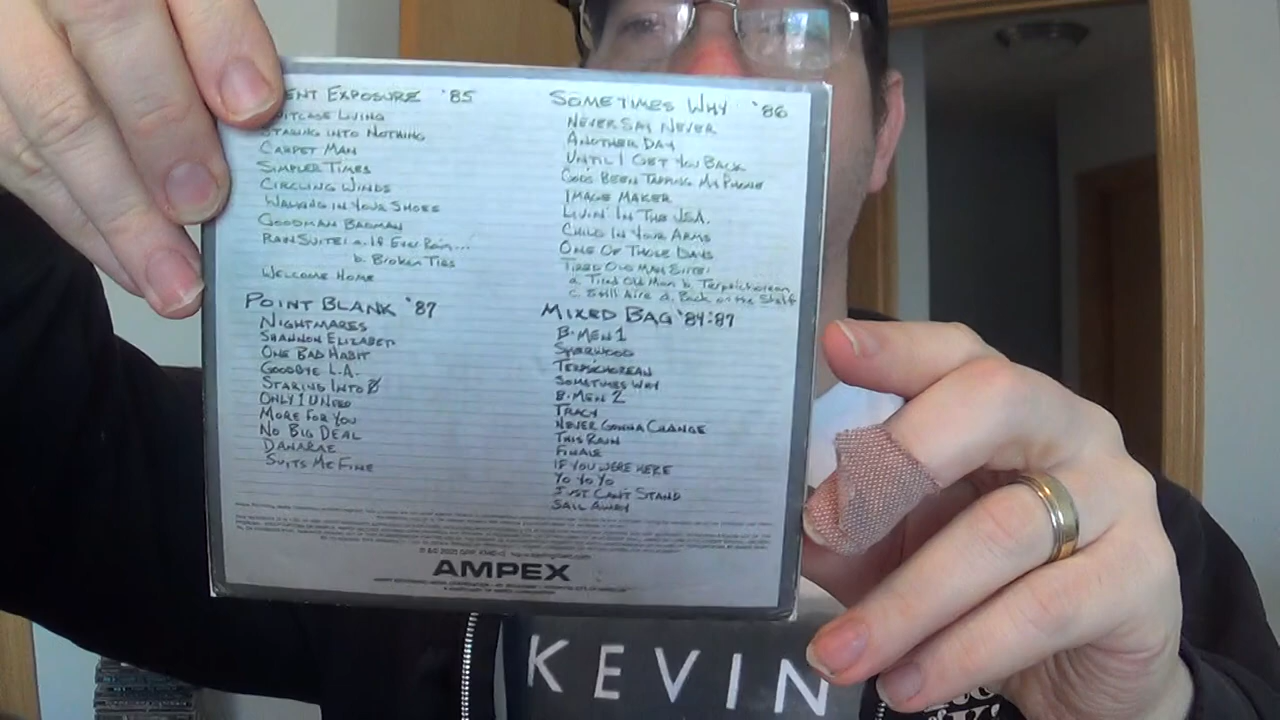 ENT EXPOSURE '85
UITCASE LIVING
STARING INTO NOTHING
CARPET MAN
SIMPLER TIMES
CIRCLING WINDS
WALKING IN YOUR SHOES
GOODMAN BADMAN
RAIN SUITE: a. If Ever Rain...
b. Broken Ties
WELCOME HOME
POINT BLANK '87
NIGHTMARES
SHANNON ELIZABETH
ONE BAD HABIT
GOODBYE L.A.
STARING INTO Ø
ONLY 1 UNEED
MORE FOR YOU
NO BIG DEAL
DANARAE
SUITS ME FINE
SOMETIMES WHY '86
NEVER SAY NEVER
ANOTHER DAY
UNTIL I GET YOU BACK
GODS BEEN TAPPING MY PHONE
IMAGE MAKER
LIVIN' IN THE USA.
CHILD IN YOUR ARMS
ONE OF THOSE DAYS
TIRED OLD MAN SUITE:
a. Tired Old Man b. Terpsichorean
c. Still Aire d. Back on the Shelf
MIXED BAG '84-'87
B-MEN 1
SHERWOOD
TERPSICHOREAN
SOMETIMES WHY
B-MEN 2
TRACY
NEVER GONNA CHANGE
THIS RAIN
FINALE
IF YOU WERE HERE
YO YO YO
JUST CAN'T STAND
SAIL AWAY
AMPEX
KEVIN